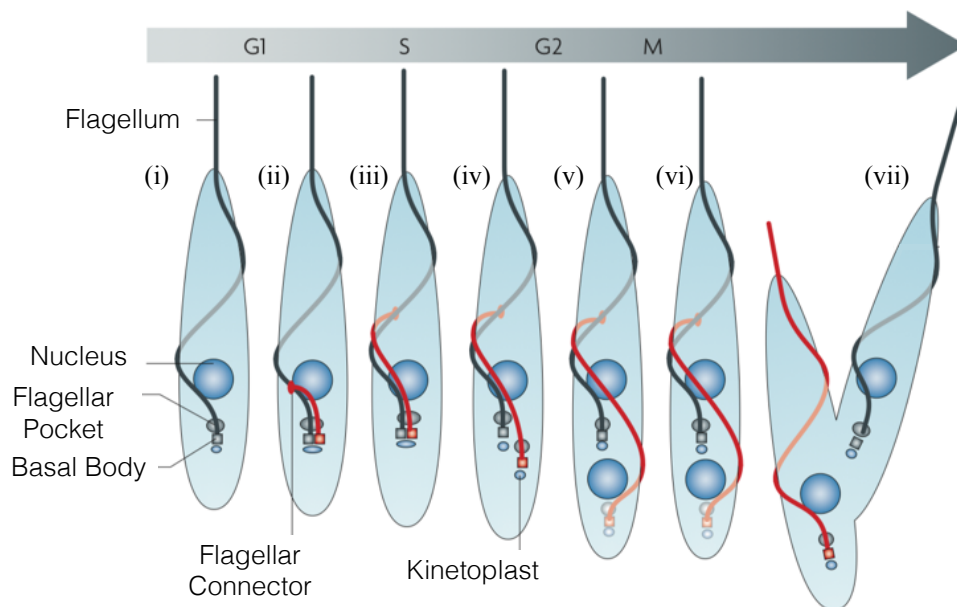 G1 S G2 M
Flagellum
(i) (ii) (iii) (iv) (v) (vi) (vii)
Nucleus
Flagellar
Pocket
Basal Body
Flagellar
Connector
Kinetoplast